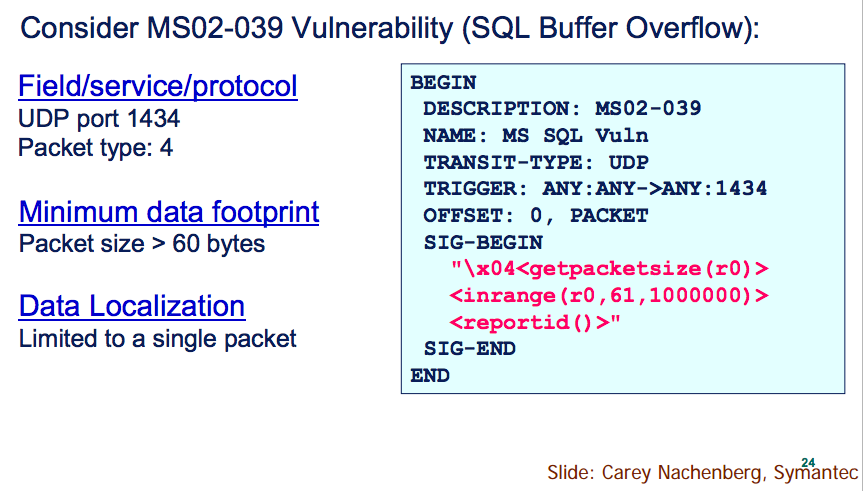 Consider MS02-039 Vulnerability (SQL Buffer Overflow):
Field/service/protocol
UDP port 1434
Packet type: 4
Minimum data footprint
Packet size > 60 bytes
Data Localization
Limited to a single packet
BEGIN
DESCRIPTION: MS02-039
NAME: MS SQL Vuln
TRANSIT-TYPE: UDP
TRIGGER: ANY:ANY->ANY:1434
OFFSET: 0, PACKET
SIG-BEGIN
"\x04<getpacketsize(r0)>
<inrange(r0,61,1000000)>
<reportid()>"
SIG-END
END
24
Slide: Carey Nachenberg, Symantec